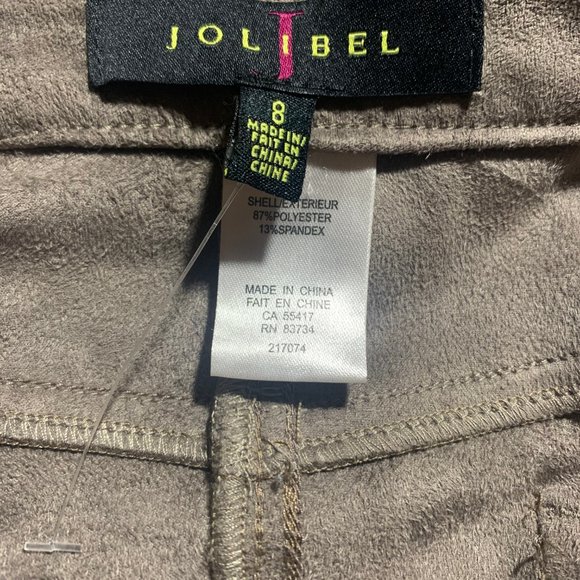 JOLIBEL
8
MADE IN/
FAIT EN
CHINA/
CHINE
SHELL/EXTERIEUR
87%POLYESTER
13%SPANDEX
MADE IN CHINA
FAIT EN CHINE
CA 55417
RN 83734
217074